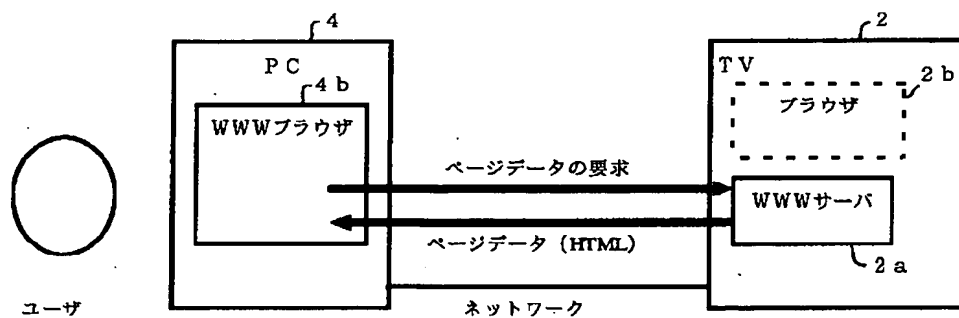 4
2
PC
TV
4b
2b
WWWブラウザ
ブラウザ
ページデータの要求
WWWサーバ
ページデータ (HTML)
2a
ユーザ
ネットワーク